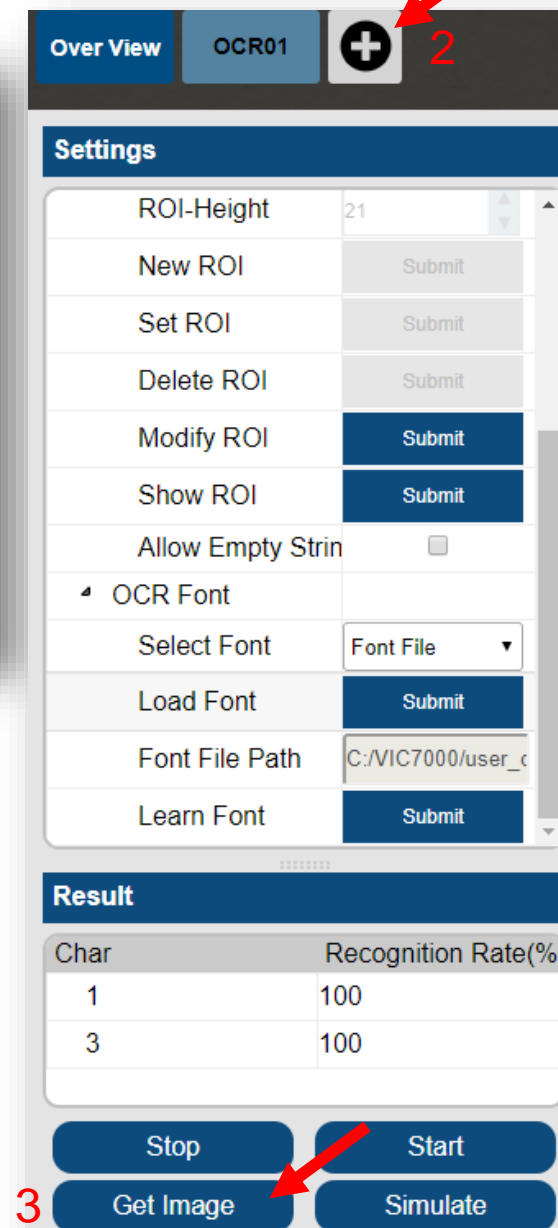 Over View OCR01 2
Settings
ROI-Height 21
New ROI Submit
Set ROI Submit
Delete ROI Submit
Modify ROI Submit
Show ROI Submit
Allow Empty Strin
OCR Font
Select Font Font File
Load Font Submit
Font File Path C:/VIC7000/user_
Learn Font Submit
Result
Char Recognition Rate(%
1 100
3 100
Stop Start
3 Get Image Simulate